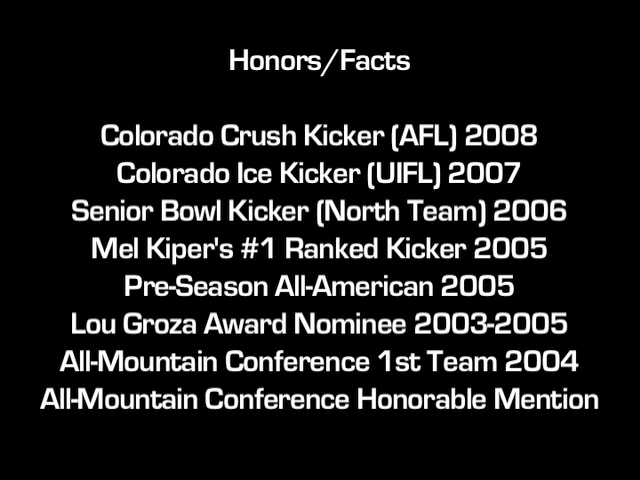 Honors/Facts
Colorado Crush Kicker (AFL) 2008
Colorado Ice Kicker (UIFL) 2007
Senior Bowl Kicker (North Team) 2006
Mel Kiper's #1 Ranked Kicker 2005
Pre-Season All-American 2005
Lou Groza Award Nominee 2003-2005
All-Mountain Conference 1st Team 2004
All-Mountain Conference Honorable Mention